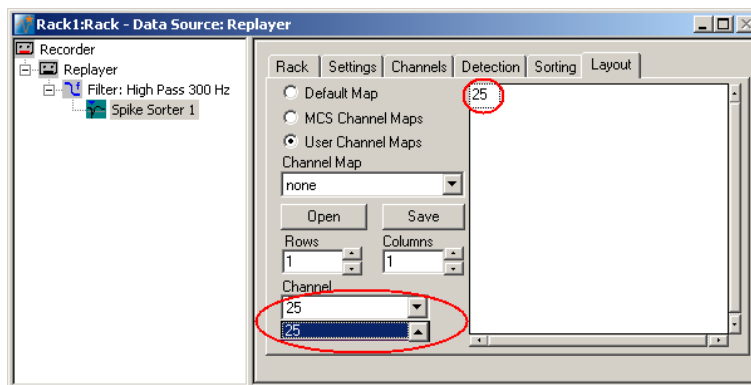 Rack1:Rack - Data Source: Replayer
Recorder
Replayer
Filter: High Pass 300 Hz
Spike Sorter 1
Rack Settings Channels Detection Sorting Layout
Default Map
MCS Channel Maps
User Channel Maps
Channel Map
none
Open Save
Rows Columns
1 1
Channel
25
25
25